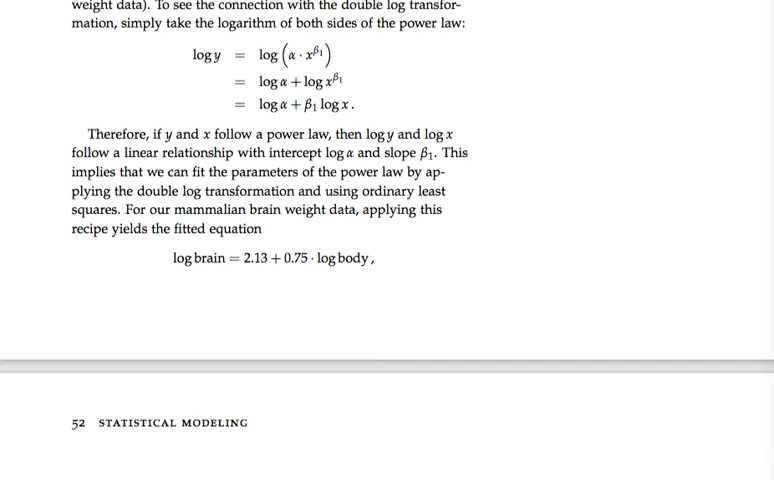 weight data). To see the connection with the double log transfor-
mation, simply take the logarithm of both sides of the power law:
log y = log (α · x^β₁)
= log α + log x^β₁
= log α + β₁ log x .
Therefore, if y and x follow a power law, then log y and log x
follow a linear relationship with intercept log α and slope β₁. This
implies that we can fit the parameters of the power law by ap-
plying the double log transformation and using ordinary least
squares. For our mammalian brain weight data, applying this
recipe yields the fitted equation
log brain = 2.13 + 0.75 · log body ,
52 STATISTICAL MODELING